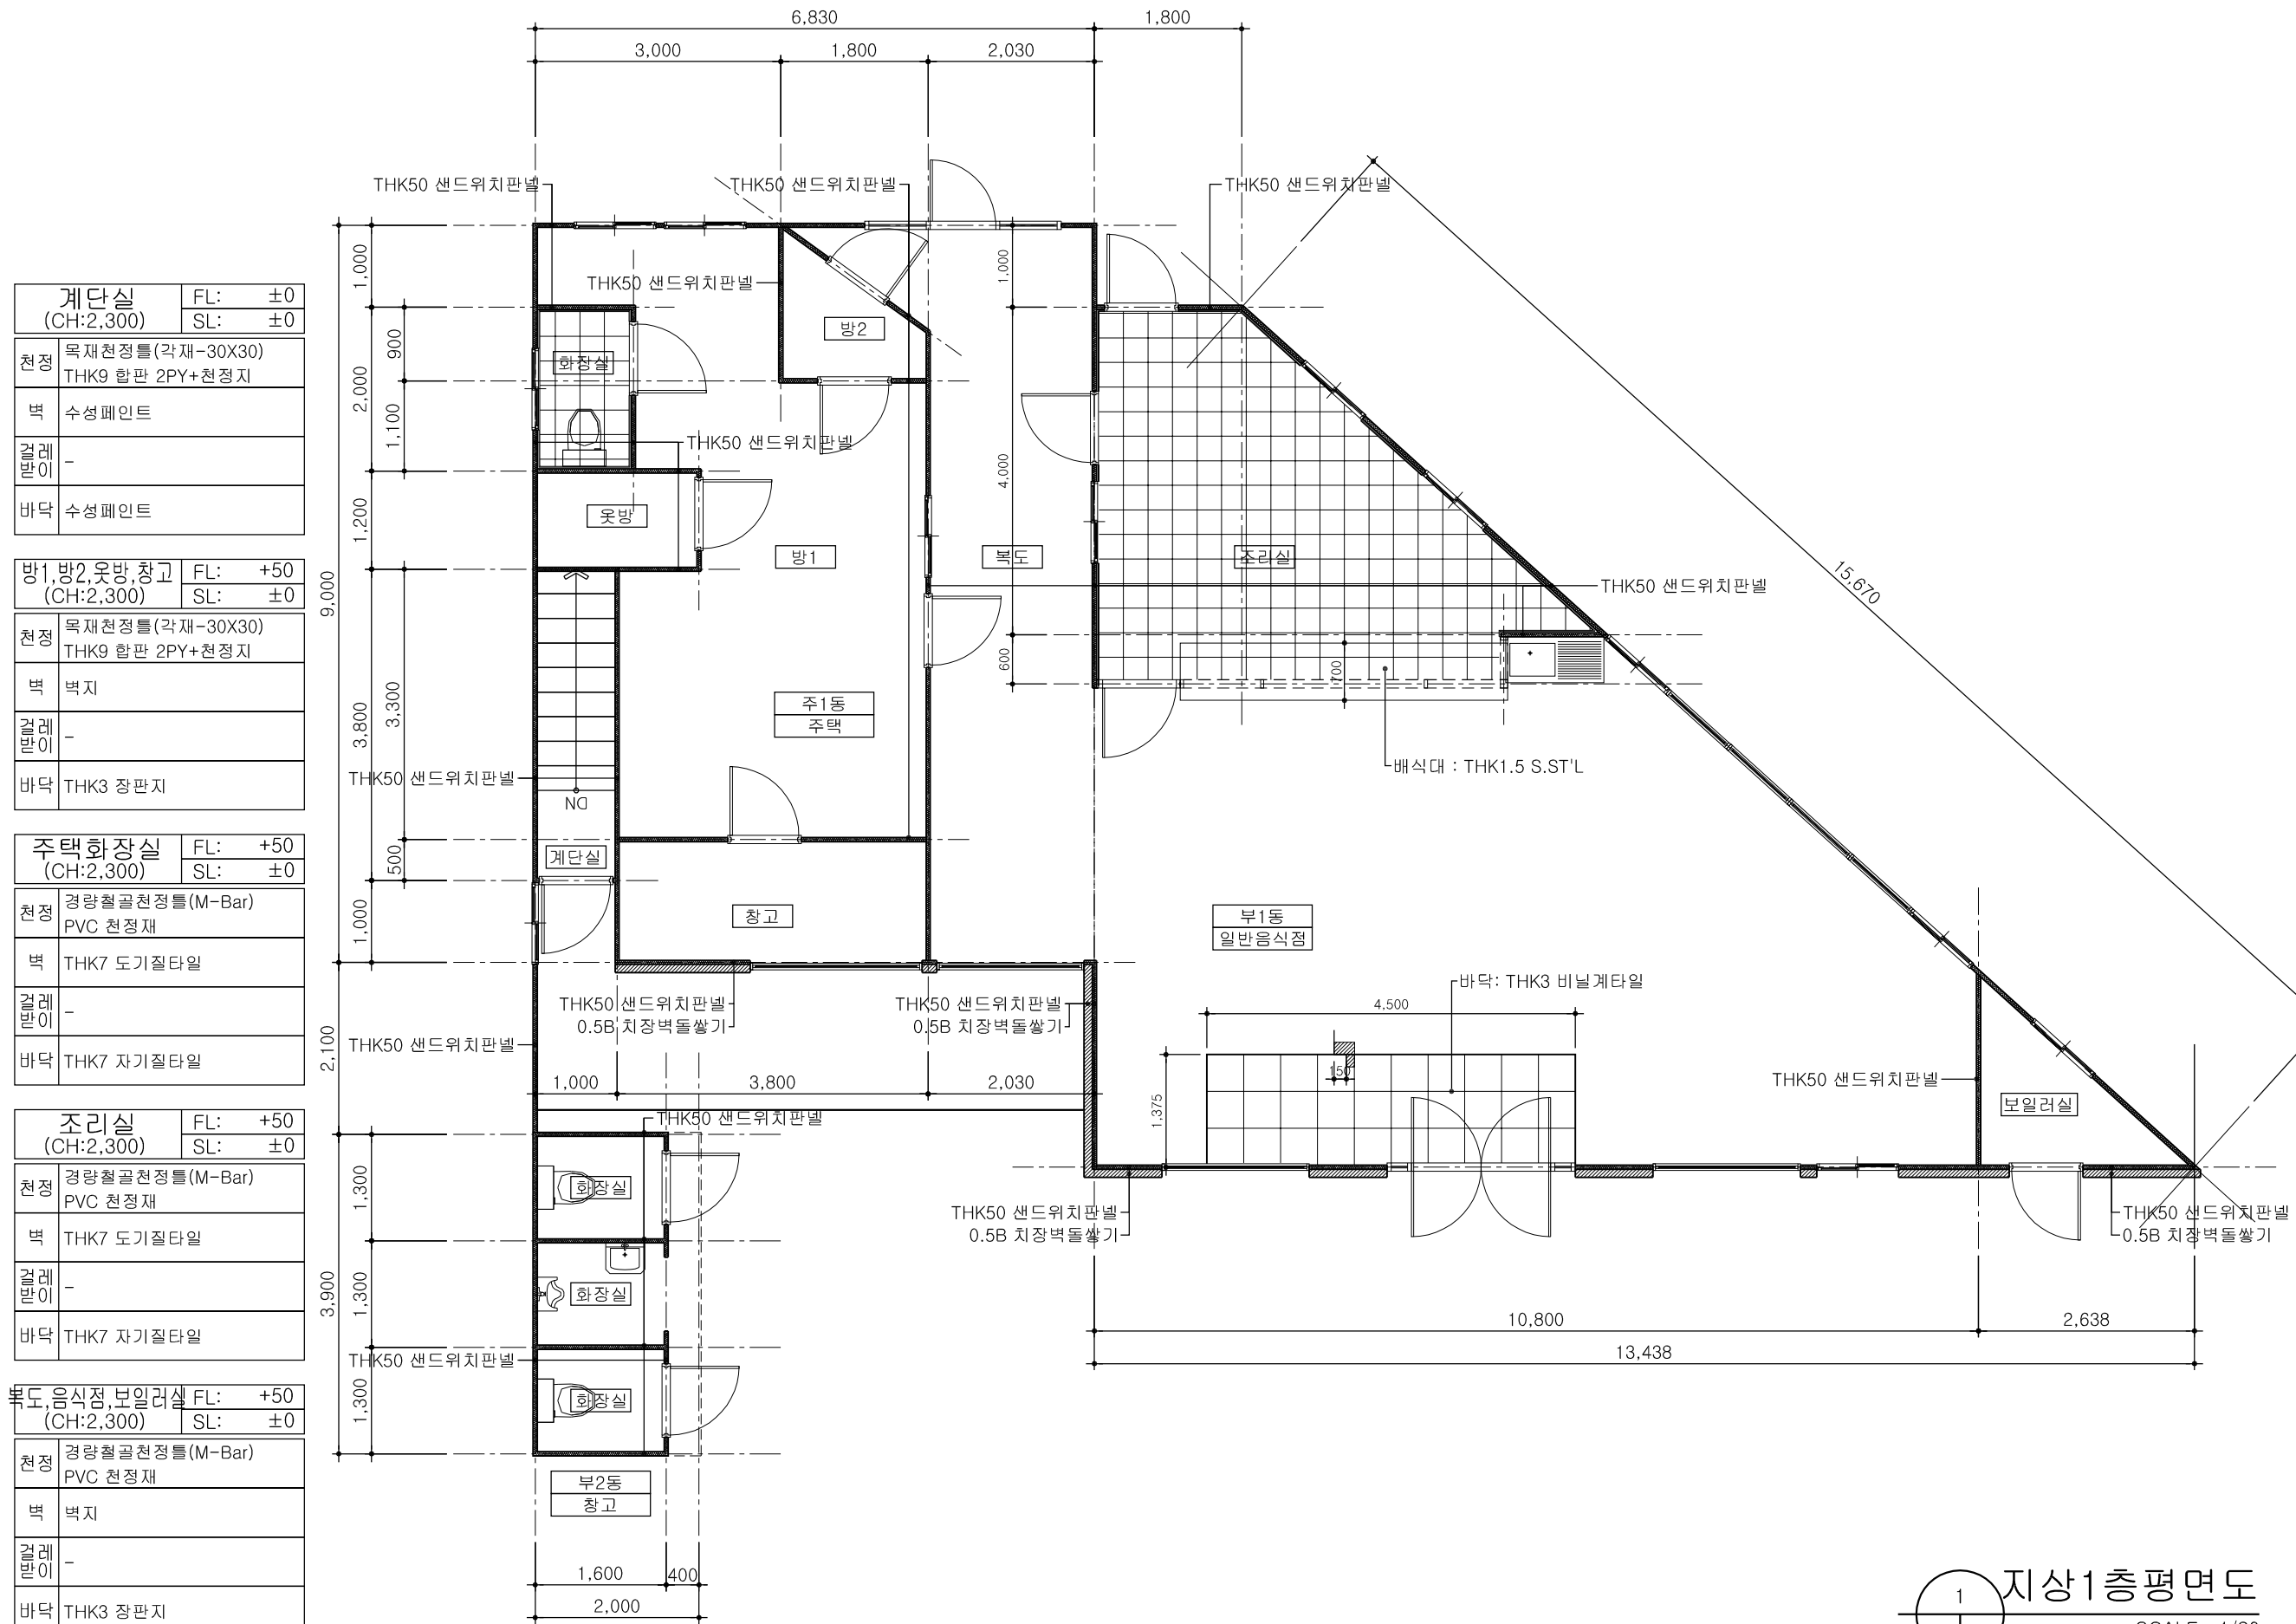 6,830
1,800
3,000
1,800
2,030
THK50 샌드위치판넬
THK50 샌드위치판넬
THK50 샌드위치판넬
계단실
(CH:2,300)
FL: ±0
SL: ±0
천정
목재천정틀(각재-30X30)
THK9 합판 2PY+천정지
벽
수성페인트
걸레
받이
-
바닥
수성페인트
방1,방2,옷방,창고
(CH:2,300)
FL: +50
SL: ±0
천정
목재천정틀(각재-30X30)
THK9 합판 2PY+천정지
벽
벽지
걸레
받이
-
바닥
THK3 장판지
주택화장실
(CH:2,300)
FL: +50
SL: ±0
천정
경량철골천정틀(M-Bar)
PVC 천정재
벽
THK7 도기질타일
걸레
받이
-
바닥
THK7 자기질타일
조리실
(CH:2,300)
FL: +50
SL: ±0
천정
경량철골천정틀(M-Bar)
PVC 천정재
벽
THK7 도기질타일
걸레
받이
-
바닥
THK7 자기질타일
복도,음식점,보일러실
(CH:2,300)
FL: +50
SL: ±0
천정
경량철골천정틀(M-Bar)
PVC 천정재
벽
벽지
걸레
받이
-
바닥
THK3 장판지
9,000
2,100
3,900
1,000
2,000
1,200
3,800
1,000
900
1,100
3,300
500
1,300
1,300
1,300
THK50 샌드위치판넬
방2
화장실
THK50 샌드위치판넬
옷방
방1
복도
조리실
1,000
4,000
600
700
15,670
THK50 샌드위치판넬
주1동
주택
배식대 : THK1.5 S.ST'L
THK50 샌드위치판넬
DN
계단실
창고
부1동
일반음식점
바닥: THK3 비닐계타일
4,500
THK50 샌드위치판넬
0.5B 치장벽돌쌓기
THK50 샌드위치판넬
0.5B 치장벽돌쌓기
THK50 샌드위치판넬
1,000
3,800
2,030
1,375
150
THK50 샌드위치판넬
보일러실
THK50 샌드위치판넬
화장실
THK50 샌드위치판넬
0.5B 치장벽돌쌓기
THK50 샌드위치판넬
0.5B 치장벽돌쌓기
화장실
10,800
2,638
13,438
THK50 샌드위치판넬
화장실
부2동
창고
1,600
400
2,000
1
지상1층평면도